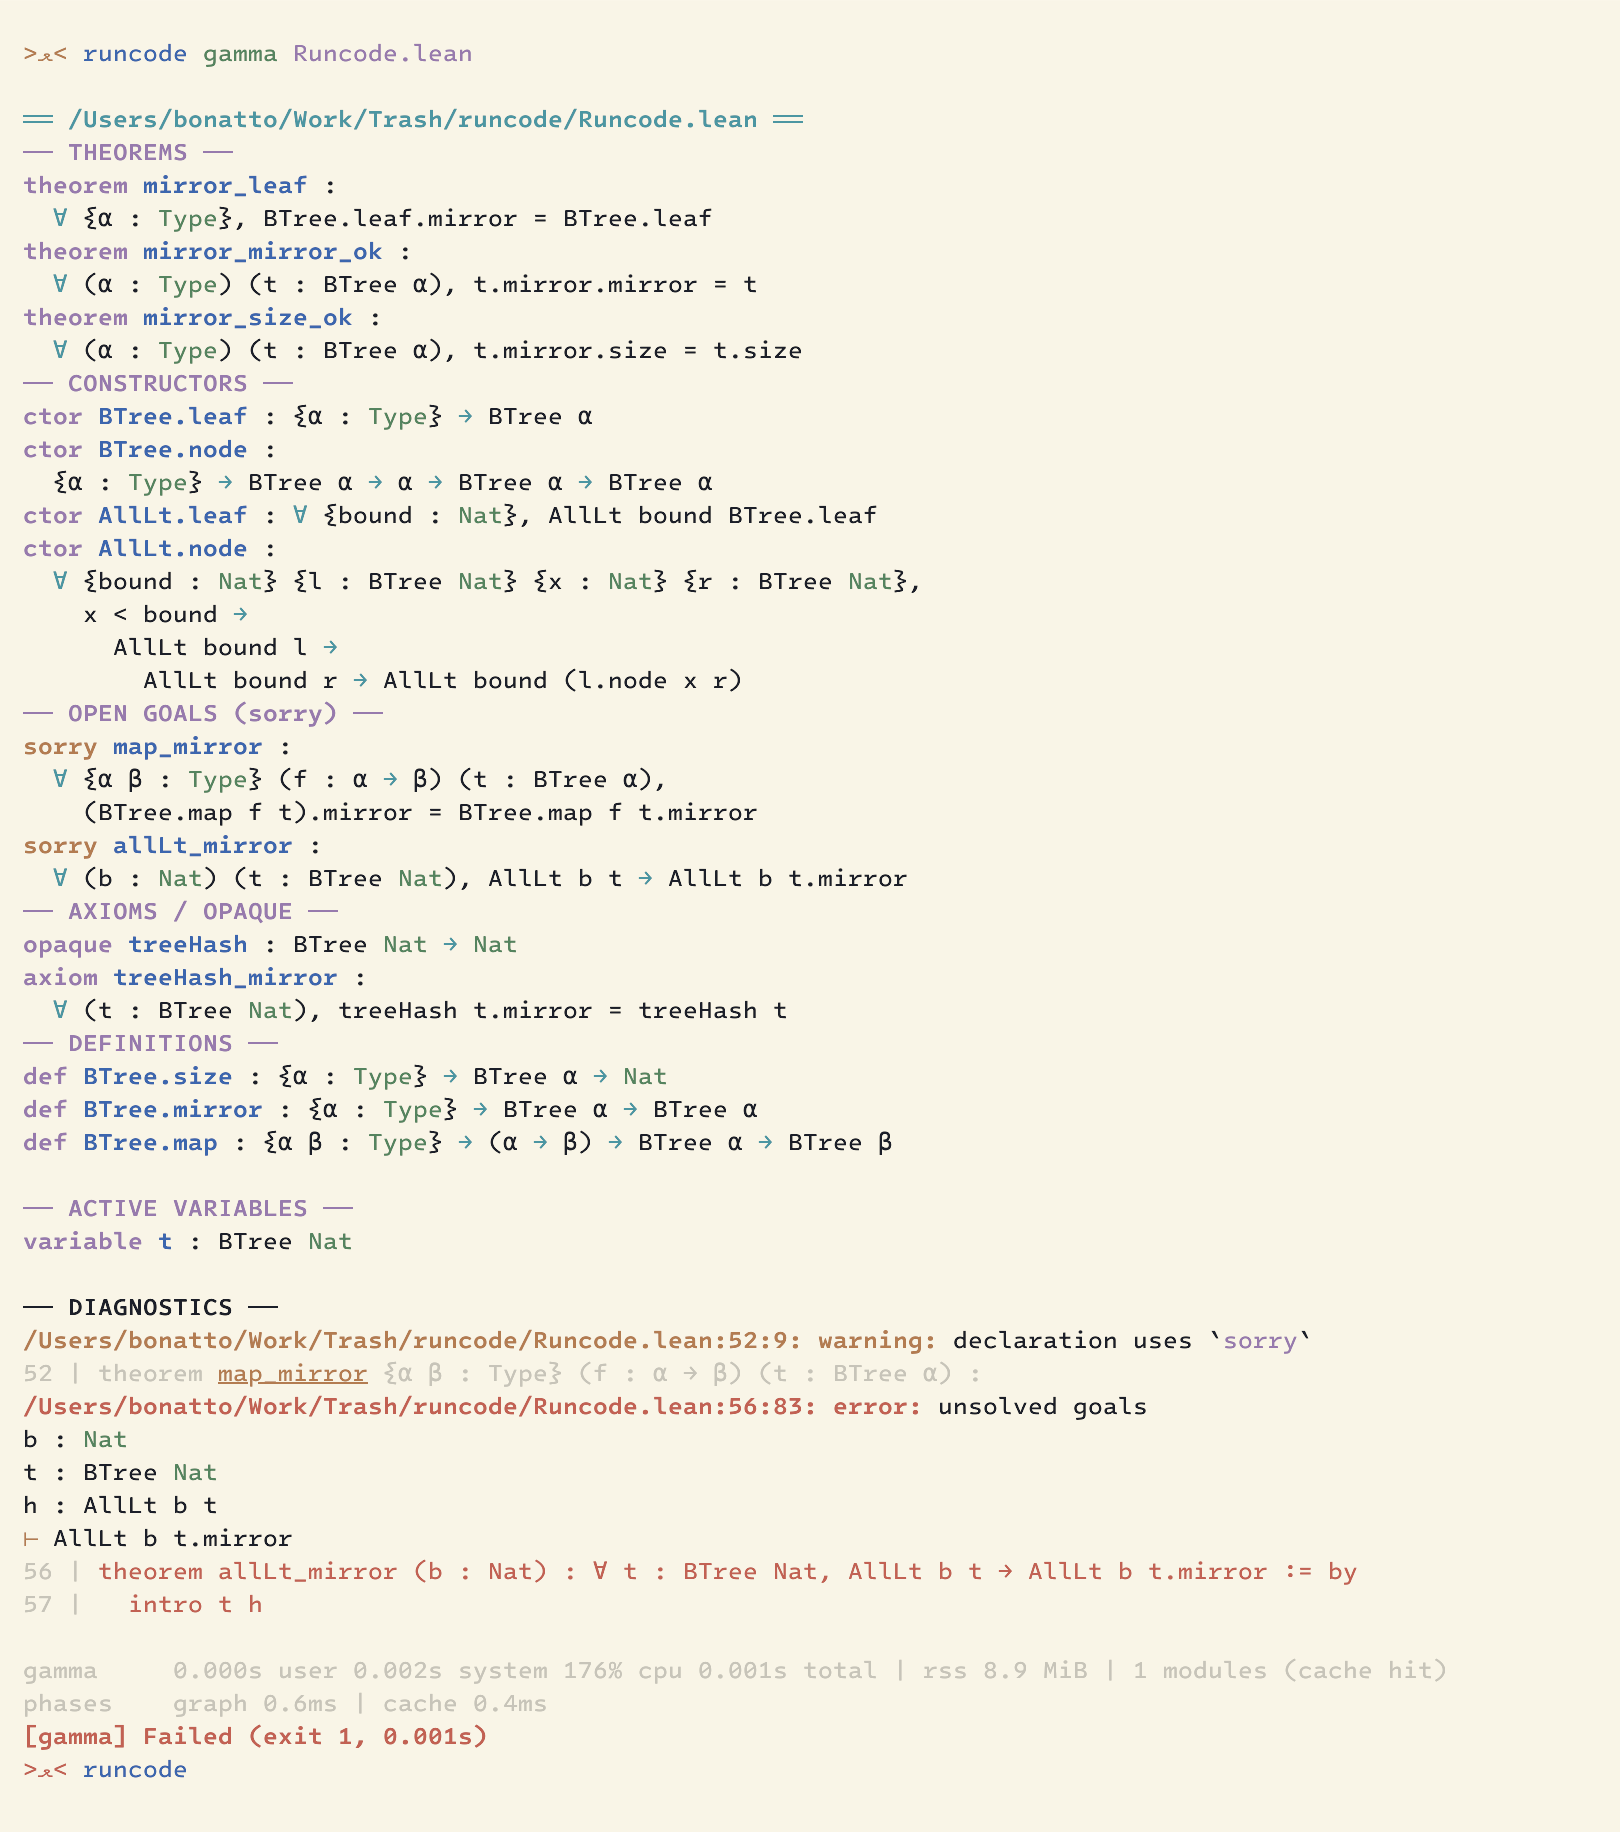 >ﻌ< runcode gamma Runcode.lean
══ /Users/bonatto/Work/Trash/runcode/Runcode.lean ══
── THEOREMS ──
theorem mirror_leaf :
  ∀ {α : Type}, BTree.leaf.mirror = BTree.leaf
theorem mirror_mirror_ok :
  ∀ (α : Type) (t : BTree α), t.mirror.mirror = t
theorem mirror_size_ok :
  ∀ (α : Type) (t : BTree α), t.mirror.size = t.size
── CONSTRUCTORS ──
ctor BTree.leaf : {α : Type} → BTree α
ctor BTree.node :
  {α : Type} → BTree α → α → BTree α → BTree α
ctor AllLt.leaf : ∀ {bound : Nat}, AllLt bound BTree.leaf
ctor AllLt.node :
  ∀ {bound : Nat} {l : BTree Nat} {x : Nat} {r : BTree Nat},
    x < bound →
      AllLt bound l →
        AllLt bound r → AllLt bound (l.node x r)
── OPEN GOALS (sorry) ──
sorry map_mirror :
  ∀ {α β : Type} (f : α → β) (t : BTree α),
    (BTree.map f t).mirror = BTree.map f t.mirror
sorry allLt_mirror :
  ∀ (b : Nat) (t : BTree Nat), AllLt b t → AllLt b t.mirror
── AXIOMS / OPAQUE ──
opaque treeHash : BTree Nat → Nat
axiom treeHash_mirror :
  ∀ (t : BTree Nat), treeHash t.mirror = treeHash t
── DEFINITIONS ──
def BTree.size : {α : Type} → BTree α → Nat
def BTree.mirror : {α : Type} → BTree α → BTree α
def BTree.map : {α β : Type} → (α → β) → BTree α → BTree β
── ACTIVE VARIABLES ──
variable t : BTree Nat
── DIAGNOSTICS ──
/Users/bonatto/Work/Trash/runcode/Runcode.lean:52:9: warning: declaration uses `sorry`
52 | theorem map_mirror {α β : Type} (f : α → β) (t : BTree α) :
/Users/bonatto/Work/Trash/runcode/Runcode.lean:56:83: error: unsolved goals
b : Nat
t : BTree Nat
h : AllLt b t
⊢ AllLt b t.mirror
56 | theorem allLt_mirror (b : Nat) : ∀ t : BTree Nat, AllLt b t → AllLt b t.mirror := by
57 |   intro t h
gamma     0.000s user 0.002s system 176% cpu 0.001s total | rss 8.9 MiB | 1 modules (cache hit)
phases    graph 0.6ms | cache 0.4ms
[gamma] Failed (exit 1, 0.001s)
>ﻌ< runcode